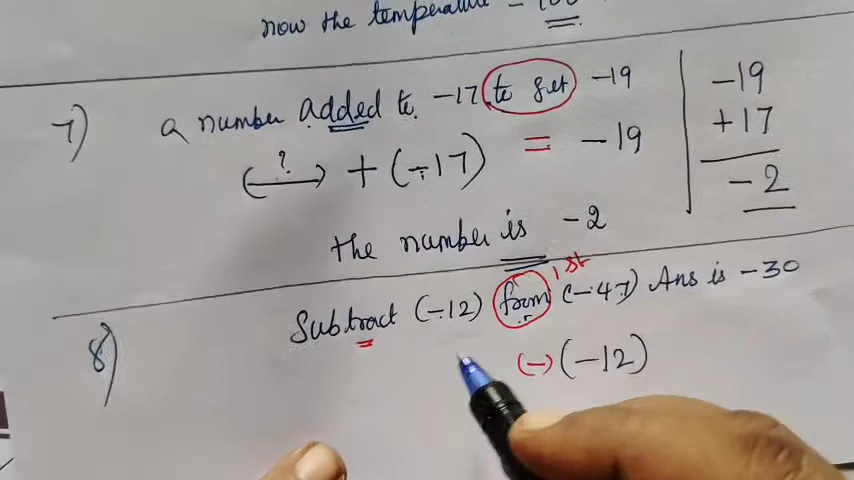 now the temperature - 100
7) a number added to -17 to get -19
(?) + (-17) = -19
-19
+17
-2
the number is -2
8) Subtract (-12) from 1st (-47) Ans is -30
(-) (-12)